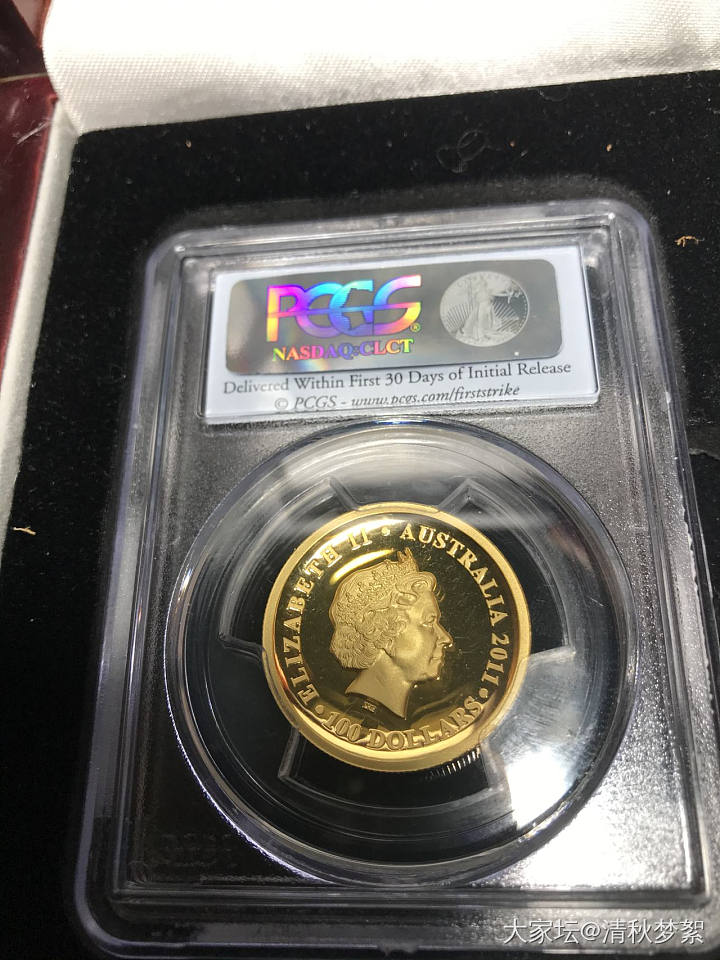 PCGS®
NASDAQ:CLCT
Delivered Within First 30 Days of Initial Release
© PCGS - www.pcgs.com/firststrike
ELIZABETH II • AUSTRALIA 2011 •
100 DOLLARS •
大家坛@清秋梦絮